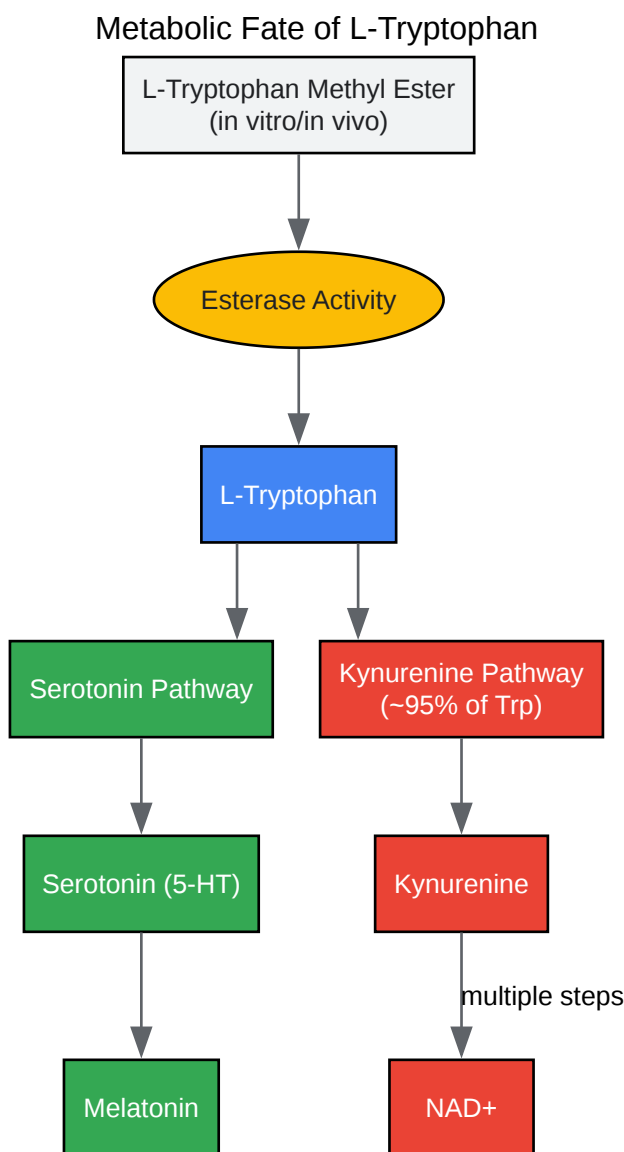 Metabolic Fate of L-Tryptophan
L-Tryptophan Methyl Ester
(in vitro/in vivo)
Esterase Activity
L-Tryptophan
Serotonin Pathway
Kynurenine Pathway
(~95% of Trp)
Serotonin (5-HT)
Kynurenine
multiple steps
Melatonin
NAD+